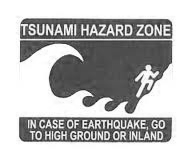 TSUNAMI HAZARD ZONE
IN CASE OF EARTHQUAKE, GO
TO HIGH GROUND OR INLAND